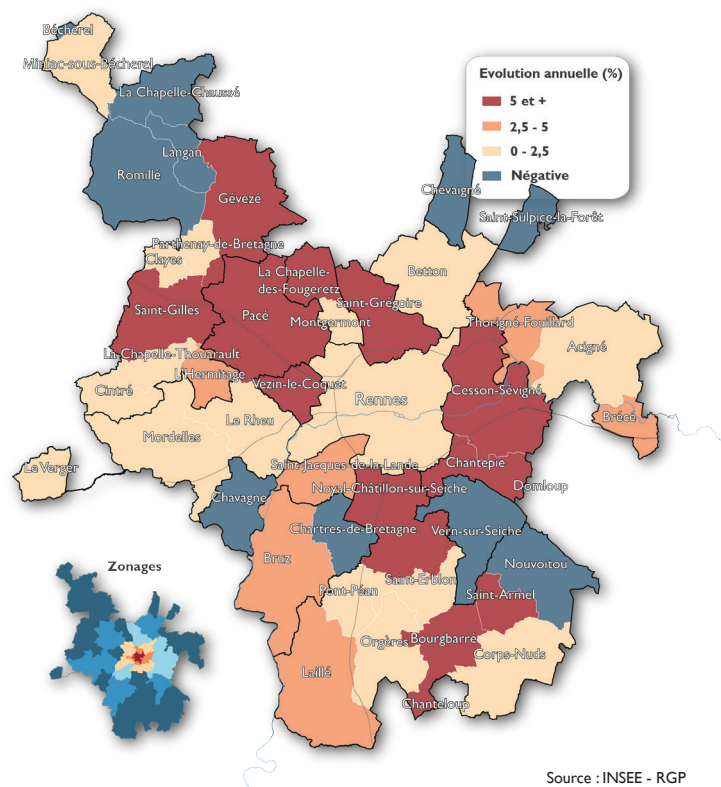 Bécherel
Miniac-sous-Bécherel
Evolution annuelle (%)
5 et +
2,5 - 5
0 - 2,5
Négative
La Chapelle-Chaussé
Langan
Romillé
Gévezé
Chevaigné
Saint-Sulpice-la-Forêt
Parthenay-de-Bretagne
Clayes
La Chapelle-
des-Fougeretz
Betton
Saint-Grégoire
Saint-Gilles
Pacé
Montgermont
Thorigné-Fouillard
Acigné
La Chapelle-Thouarault
L'Hermitage
Vezin-le-Coquet
Cintré
Cesson-Sévigné
Rennes
Le Rheu
Brécé
Mordelles
Le Verger
Saint-Jacques-de-la-Lande
Chantepie
Noyal-Châtillon-sur-Seiche
Domloup
Chavagne
Chartres-de-Bretagne
Vern-sur-Seiche
Bruz
Nouvoitou
Zonages
Saint-Erblon
Pont-Péan
Saint-Armel
Orgères
Bourgbarré
Corps-Nuds
Laillé
Chanteloup
Source : INSEE - RGP